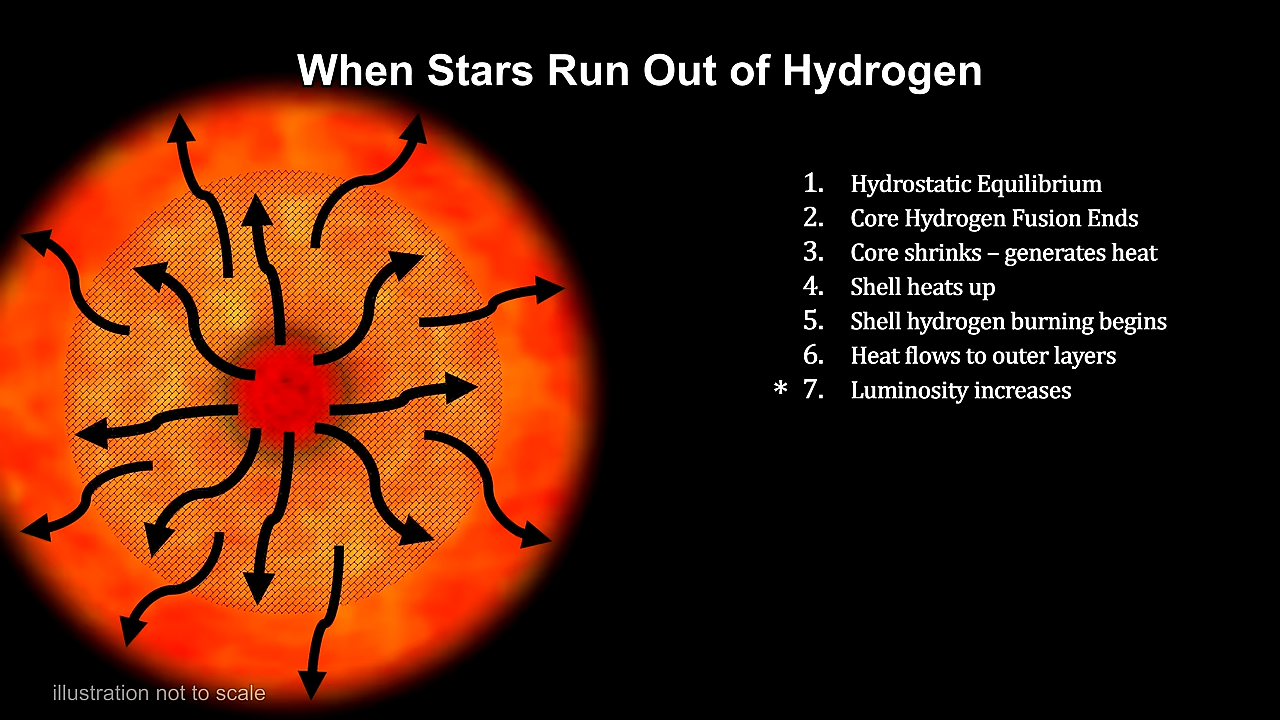 When Stars Run Out of Hydrogen
1. Hydrostatic Equilibrium
2. Core Hydrogen Fusion Ends
3. Core shrinks – generates heat
4. Shell heats up
5. Shell hydrogen burning begins
6. Heat flows to outer layers
* 7. Luminosity increases
illustration not to scale